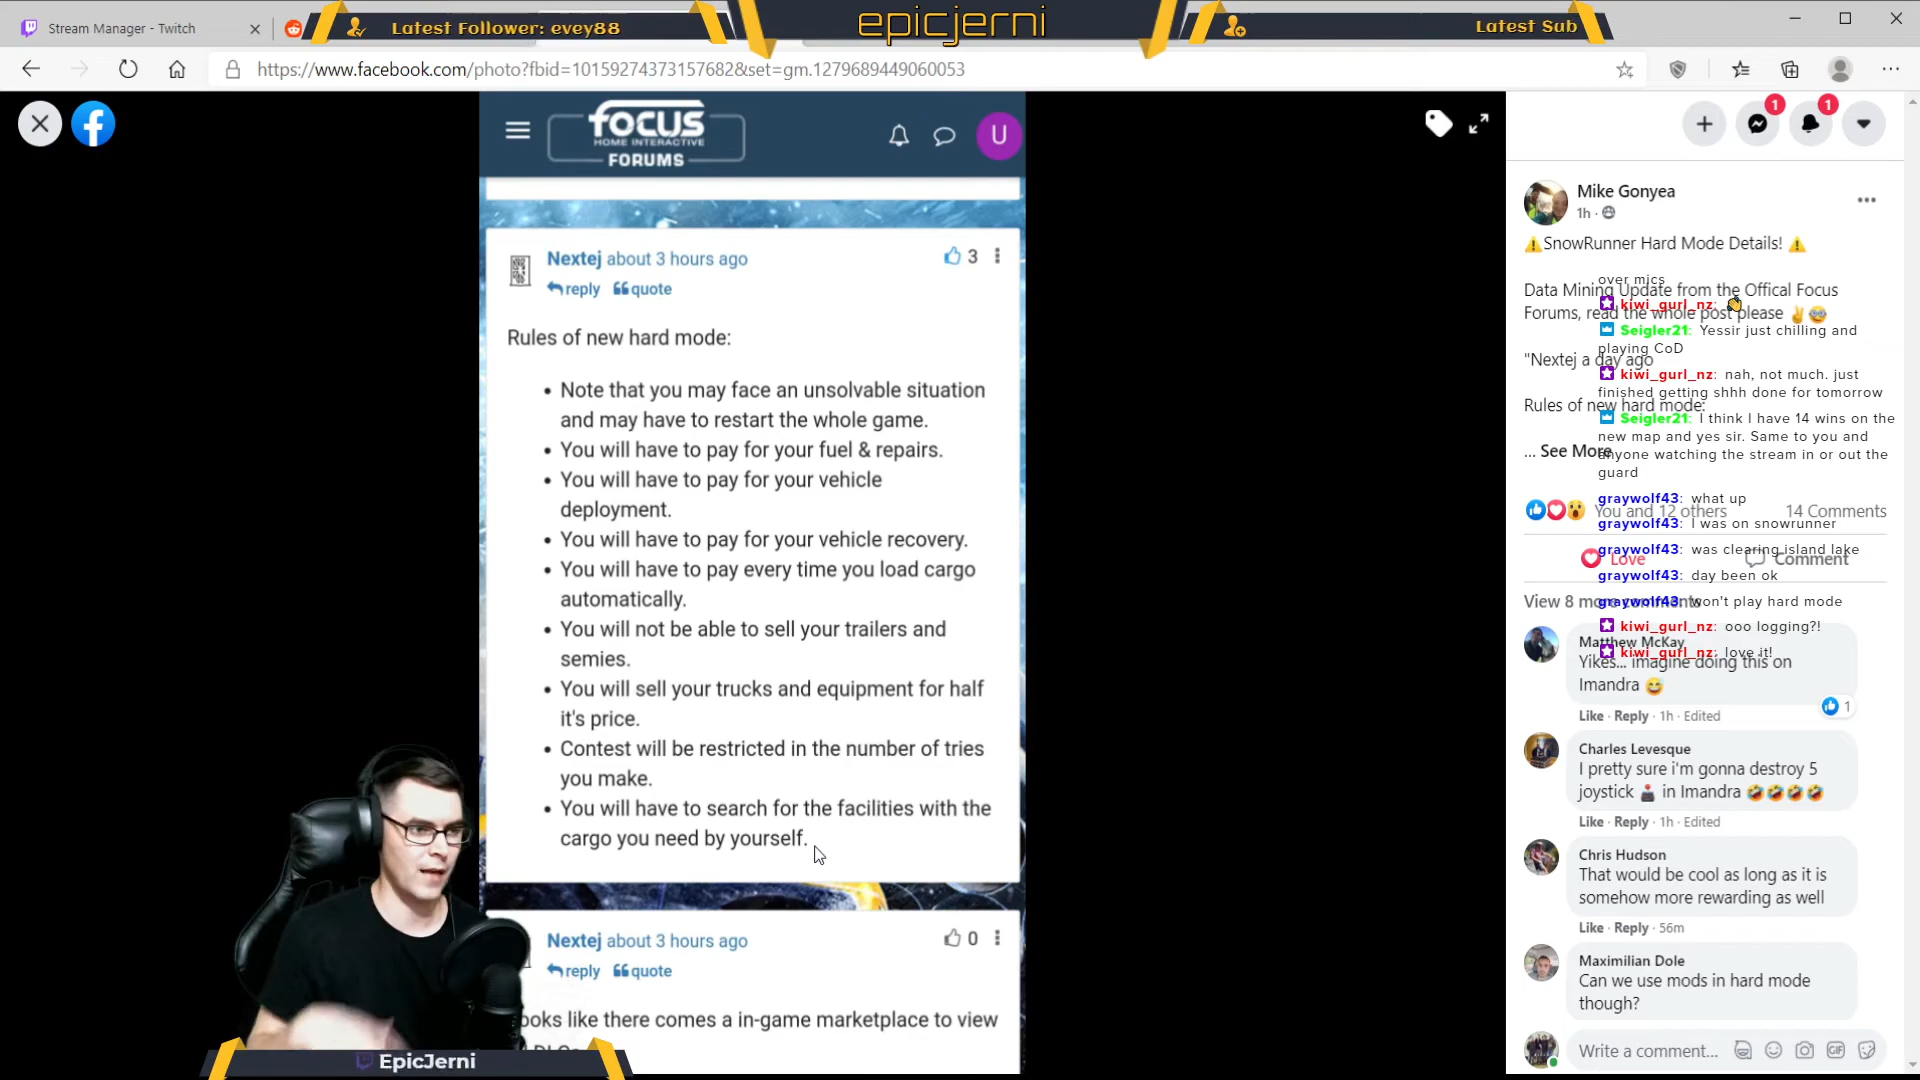 Stream Manager - Twitch
Latest Follower: evey88
epicjerni
Latest Sub
https://www.facebook.com/photo?fbid=10159274373157682&set=gm.1279689449060053
FOCUS
HOME INTERACTIVE
FORUMS
U
Nextej about 3 hours ago
3
reply quote
Rules of new hard mode:
• Note that you may face an unsolvable situation
and may have to restart the whole game.
• You will have to pay for your fuel & repairs.
• You will have to pay for your vehicle
deployment.
• You will have to pay for your vehicle recovery.
• You will have to pay every time you load cargo
automatically.
• You will not be able to sell your trailers and
semies.
• You will sell your trucks and equipment for half
it's price.
• Contest will be restricted in the number of tries
you make.
• You will have to search for the facilities with the
cargo you need by yourself.
Nextej about 3 hours ago
0
reply quote
ooks like there comes a in-game marketplace to view
EpicJerni
1
1
Mike Gonyea
1h ·
⚠️SnowRunner Hard Mode Details! ⚠️
Data Mining Update from the Offical Focus
Forums, read the whole post please
"Nextej a day ago
Rules of new hard mode:
... See More
You and 12 others
14 Comments
Love
Comment
View 8 more comments
over mics
kiwi_gurl_nz:
Seigler21: Yessir just chilling and
playing CoD
kiwi_gurl_nz: nah, not much. just
finished getting shhh done for tomorrow
Seigler21: I think I have 14 wins on the
new map and yes sir. Same to you and
anyone watching the stream in or out the
guard
graywolf43: what up
graywolf43: I was on snowrunner
graywolf43: was clearing island lake
graywolf43: day been ok
graywolf43: won't play hard mode
kiwi_gurl_nz: ooo logging?!
kiwi_gurl_nz: love it!
Matthew McKay
Yikes... imagine doing this on
Imandra 😅
1
Like · Reply · 1h · Edited
Charles Levesque
I pretty sure i'm gonna destroy 5
joystick 🕹️ in Imandra 🤣🤣🤣🤣
Like · Reply · 1h · Edited
Chris Hudson
That would be cool as long as it is
somehow more rewarding as well
Like · Reply · 56m
Maximilian Dole
Can we use mods in hard mode
though?
Write a comment...
GIF